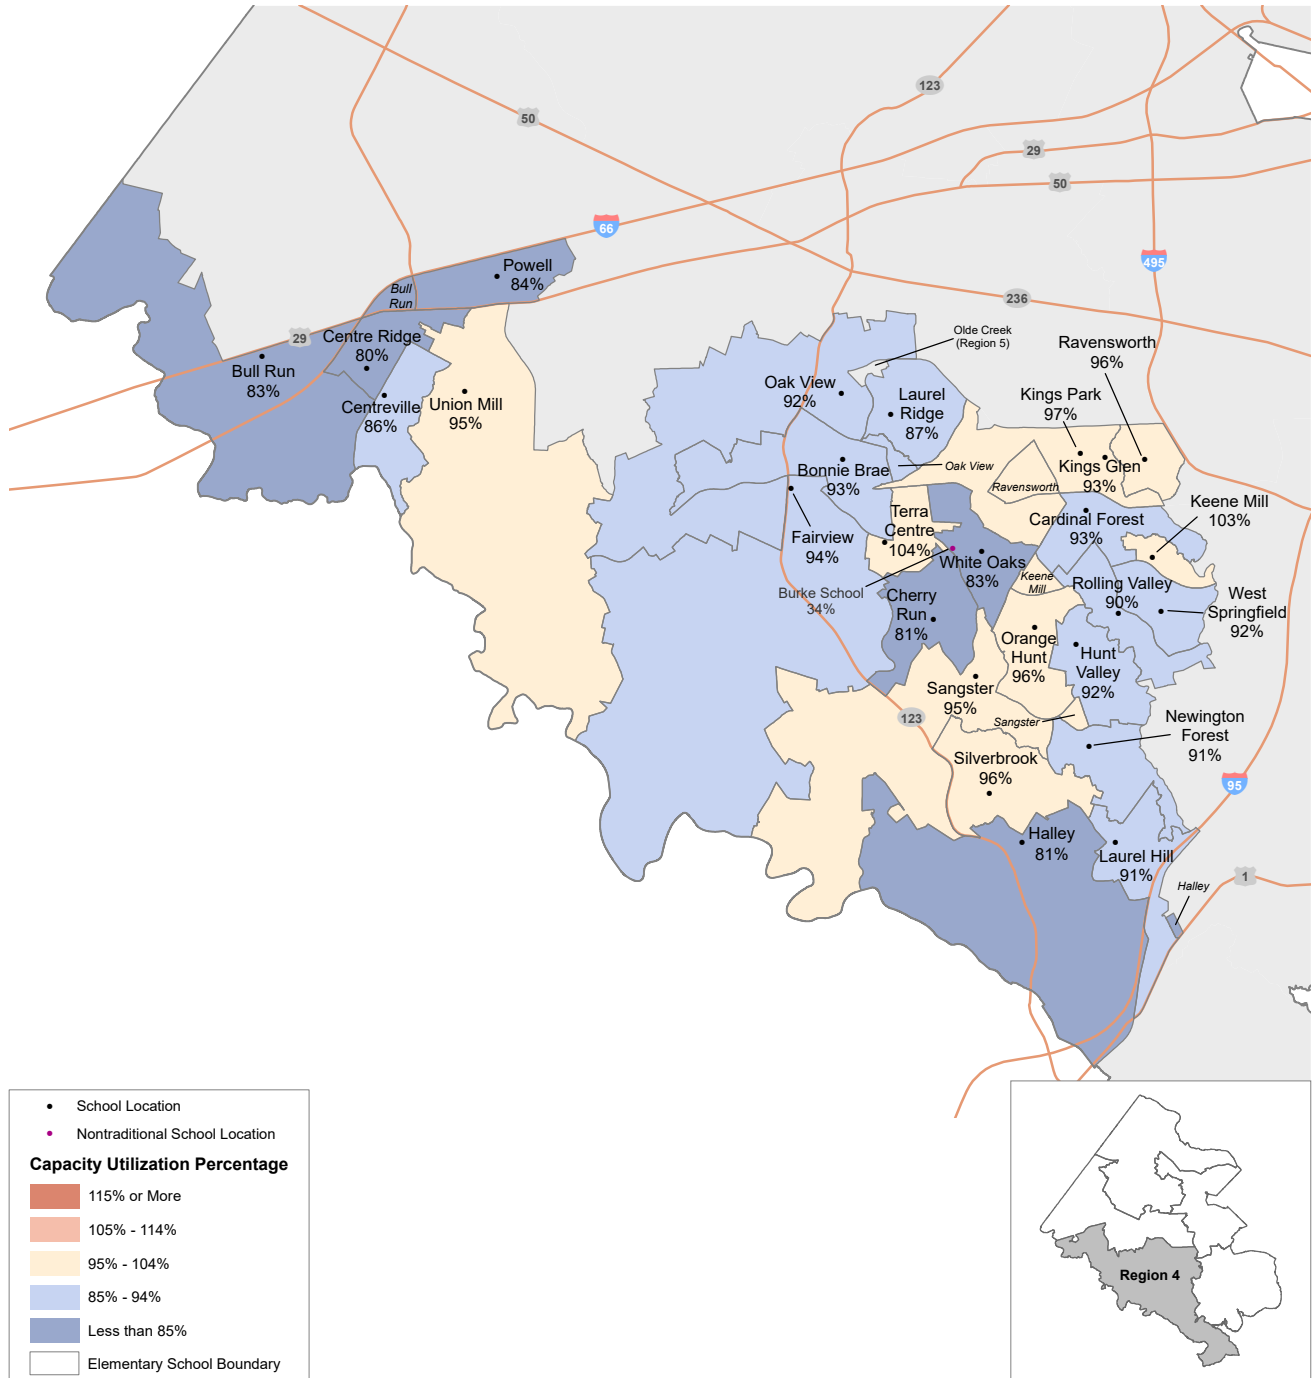 123
50
29
50
66
495
236
Powell
84%
Bull
Run
29
Centre Ridge
80%
Bull Run
83%
Centreville
86%
Union Mill
95%
Olde Creek
(Region 5)
Ravensworth
96%
Oak View
92%
Laurel
Ridge
87%
Kings Park
97%
Bonnie Brae
93%
Oak View
Ravensworth
Kings Glen
93%
Keene Mill
103%
Terra
Centre
104%
Cardinal Forest
93%
Fairview
94%
White Oaks
83%
Keene
Mill
Burke School
34%
Cherry
Run
81%
Rolling Valley
90%
West
Springfield
92%
Orange
Hunt
96%
Hunt
Valley
92%
Sangster
95%
123
Sangster
Newington
Forest
91%
Silverbrook
96%
95
Halley
81%
Laurel Hill
91%
Halley
1
School Location
Nontraditional School Location
Capacity Utilization Percentage
115% or More
105% - 114%
95% - 104%
85% - 94%
Less than 85%
Elementary School Boundary
Region 4